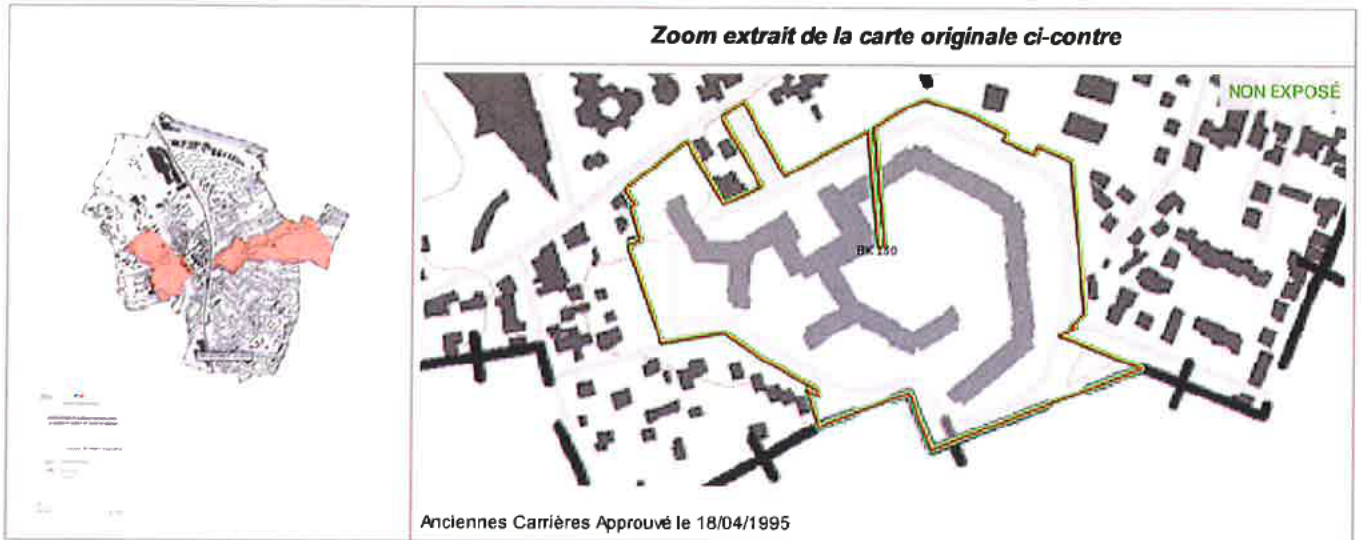 Zoom extrait de la carte originale ci-contre
NON EXPOSÉ
BK 150
Anciennes Carrières Approuvé le 18/04/1995